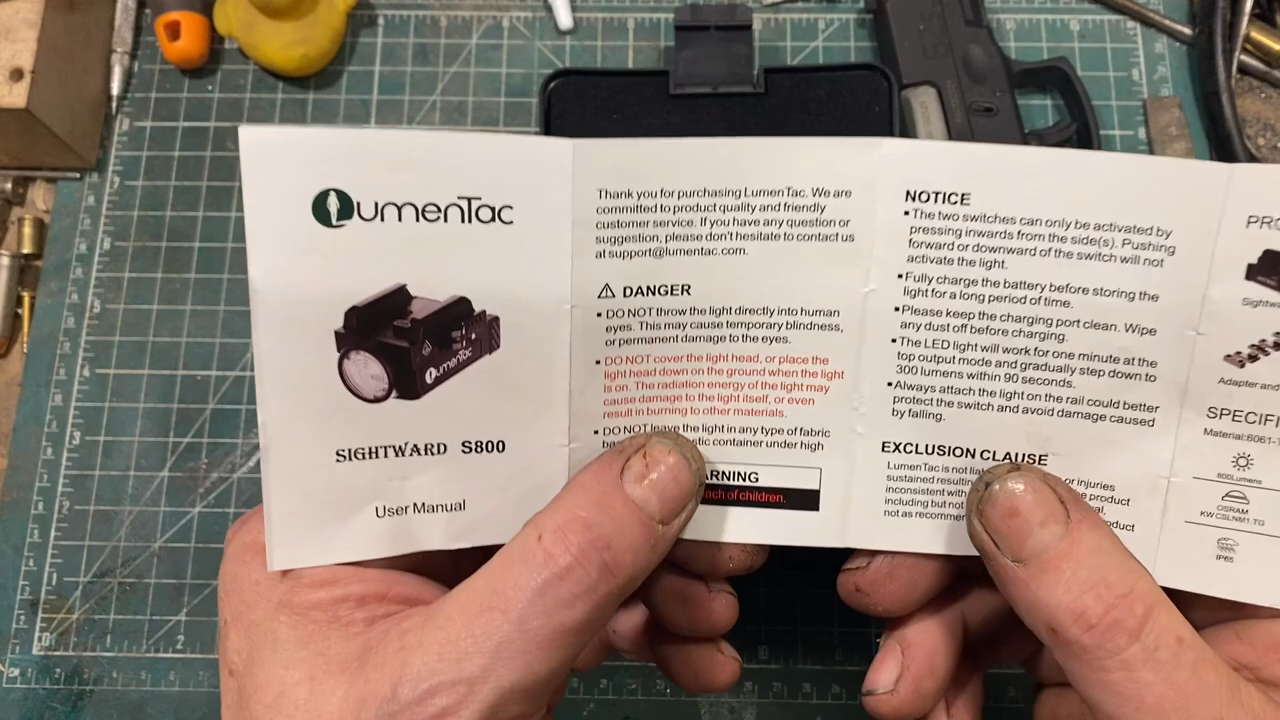 LumenTac
LumenTac
SIGHTWARD S800
User Manual
Thank you for purchasing LumenTac. We are
committed to product quality and friendly
customer service. If you have any question or
suggestion, please don't hesitate to contact us
at support@lumentac.com.
DANGER
▪ DO NOT throw the light directly into human
eyes. This may cause temporary blindness,
or permanent damage to the eyes.
▪ DO NOT cover the light head, or place the
light head down on the ground when the light
is on. The radiation energy of the light may
cause damage to the light itself, or even
result in burning to other materials.
▪ DO NOT leave the light in any type of fabric
container under high
ARNING
ach of children.
NOTICE
▪The two switches can only be activated by
pressing inwards from the side(s). Pushing
forward or downward of the switch will not
activate the light.
▪Fully charge the battery before storing the
light for a long period of time.
▪Please keep the charging port clean. Wipe
any dust off before charging.
▪The LED light will work for one minute at the
top output mode and gradually step down to
300 lumens within 90 seconds.
▪Always attach the light on the rail could better
protect the switch and avoid damage caused
by falling.
EXCLUSION CLAUSE
LumenTac is not or injuries
sustained product
inconsistent with
including but not
not as
PRO
Sightw
Adapter and
SPECIFI
Material:6061-T
800Lumens
OSRAM
KW CSLNM1.TG
IP65